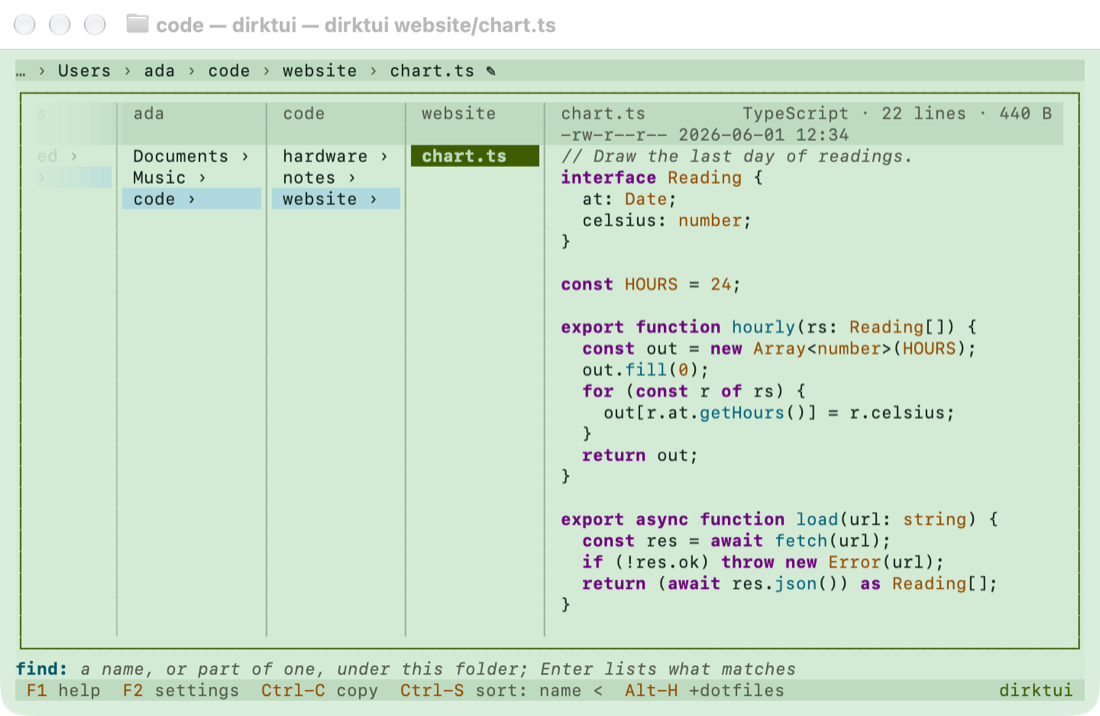 code — dirktui — dirktui website/chart.ts
… › Users › ada › code › website › chart.ts ✎
s
ed ›
›
ada
Documents ›
Music ›
code ›
code
hardware ›
notes ›
website ›
website
chart.ts
chart.ts TypeScript · 22 lines · 440 B
-rw-r--r-- 2026-06-01 12:34
// Draw the last day of readings.
interface Reading {
  at: Date;
  celsius: number;
}

const HOURS = 24;

export function hourly(rs: Reading[]) {
  const out = new Array<number>(HOURS);
  out.fill(0);
  for (const r of rs) {
    out[r.at.getHours()] = r.celsius;
  }
  return out;
}

export async function load(url: string) {
  const res = await fetch(url);
  if (!res.ok) throw new Error(url);
  return (await res.json()) as Reading[];
}
find: a name, or part of one, under this folder; Enter lists what matches
F1 help F2 settings Ctrl-C copy Ctrl-S sort: name < Alt-H +dotfiles dirktui